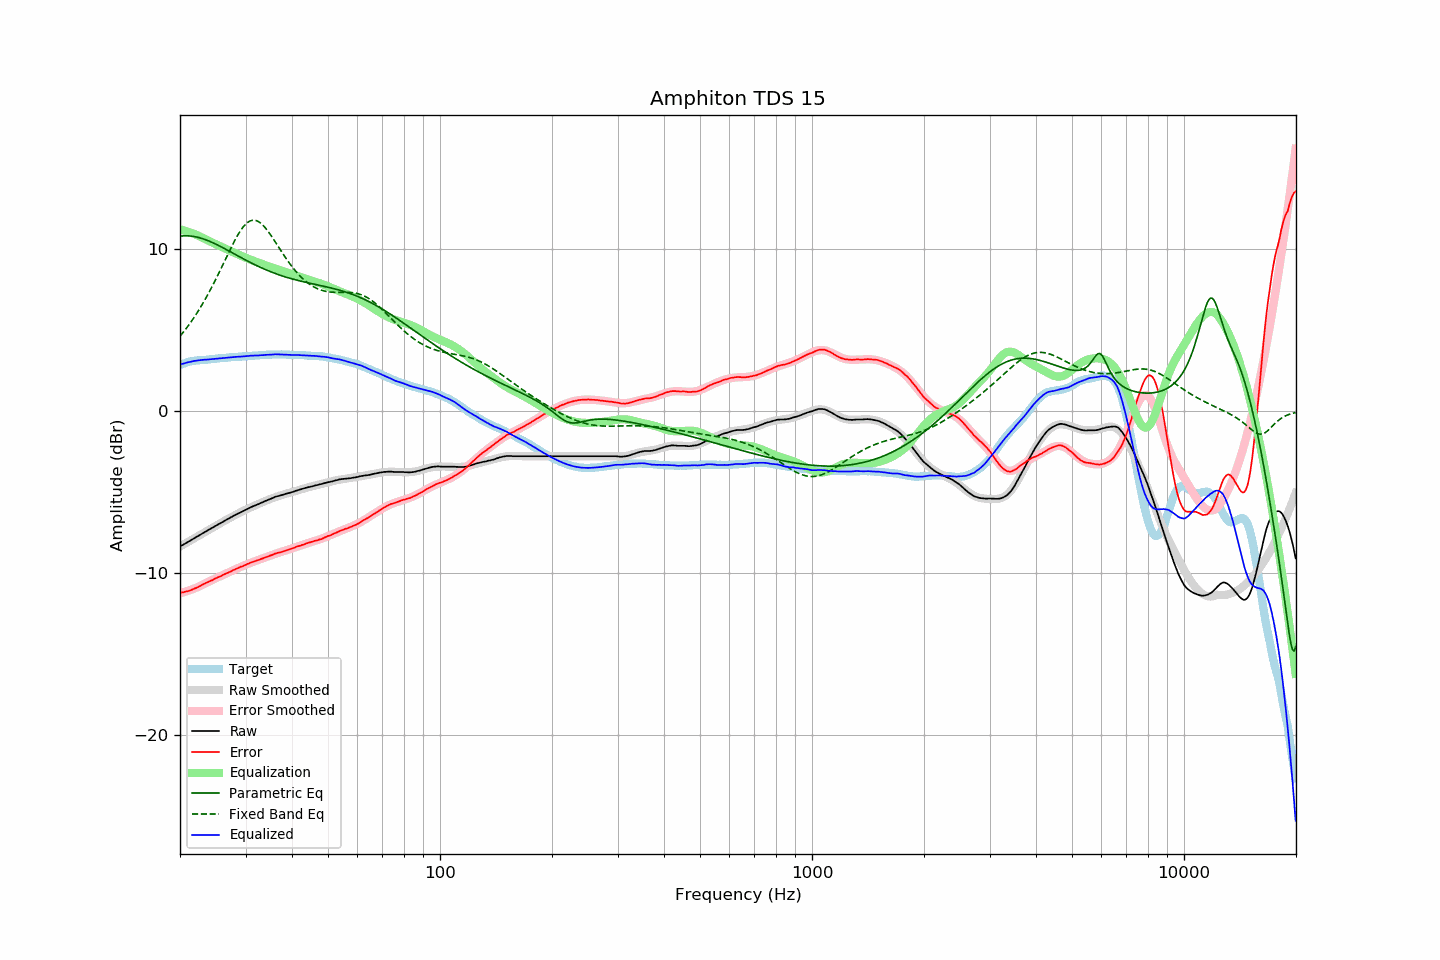 Amphiton TDS 15
Amplitude (dBr)
10
0
−10
−20
Target
Raw Smoothed
Error Smoothed
Raw
Error
Equalization
Parametric Eq
Fixed Band Eq
Equalized
100
1000
10000
Frequency (Hz)